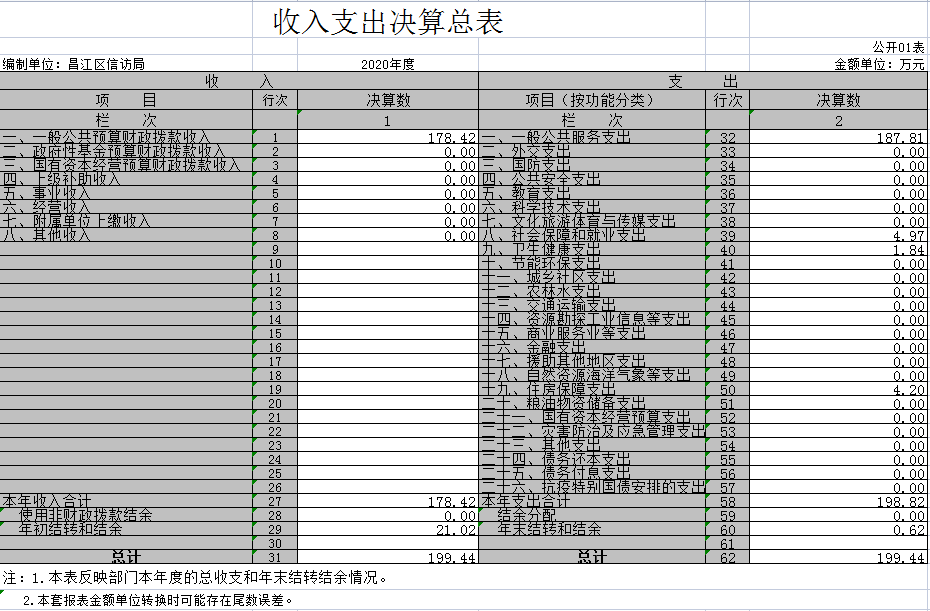 收入支出决算总表
公开01表
编制单位：昌江区信访局 2020年度 金额单位：万元
收 入 支 出
项 目 行次 决算数 项目（按功能分类） 行次 决算数
栏 次 1 栏 次 2
一、一般公共预算财政拨款收入 1 178.42 一、一般公共服务支出 32 187.81
二、政府性基金预算财政拨款收入 2 0.00 二、外交支出 33 0.00
三、国有资本经营预算财政拨款收入 3 0.00 三、国防支出 34 0.00
四、上级补助收入 4 0.00 四、公共安全支出 35 0.00
五、事业收入 5 0.00 五、教育支出 36 0.00
六、经营收入 6 0.00 六、科学技术支出 37 0.00
七、附属单位上缴收入 7 0.00 七、文化旅游体育与传媒支出 38 0.00
八、其他收入 8 0.00 八、社会保障和就业支出 39 4.97
9 九、卫生健康支出 40 1.84
10 十、节能环保支出 41 0.00
11 十一、城乡社区支出 42 0.00
12 十二、农林水支出 43 0.00
13 十三、交通运输支出 44 0.00
14 十四、资源勘探工业信息等支出 45 0.00
15 十五、商业服务业等支出 46 0.00
16 十六、金融支出 47 0.00
17 十七、援助其他地区支出 48 0.00
18 十八、自然资源海洋气象等支出 49 0.00
19 十九、住房保障支出 50 4.20
20 二十、粮油物资储备支出 51 0.00
21 二十一、国有资本经营预算支出 52 0.00
22 二十二、灾害防治及应急管理支出 53 0.00
23 二十三、其他支出 54 0.00
24 二十四、债务还本支出 55 0.00
25 二十五、债务付息支出 56 0.00
26 二十六、抗疫特别国债安排的支出 57 0.00
本年收入合计 27 178.42 本年支出合计 58 198.82
使用非财政拨款结余 28 0.00 结余分配 59 0.00
年初结转和结余 29 21.02 年末结转和结余 60 0.62
30 61
总计 31 199.44 总计 62 199.44
注：1.本表反映部门本年度的总收支和年末结转结余情况。
2.本套报表金额单位转换时可能存在尾数误差。